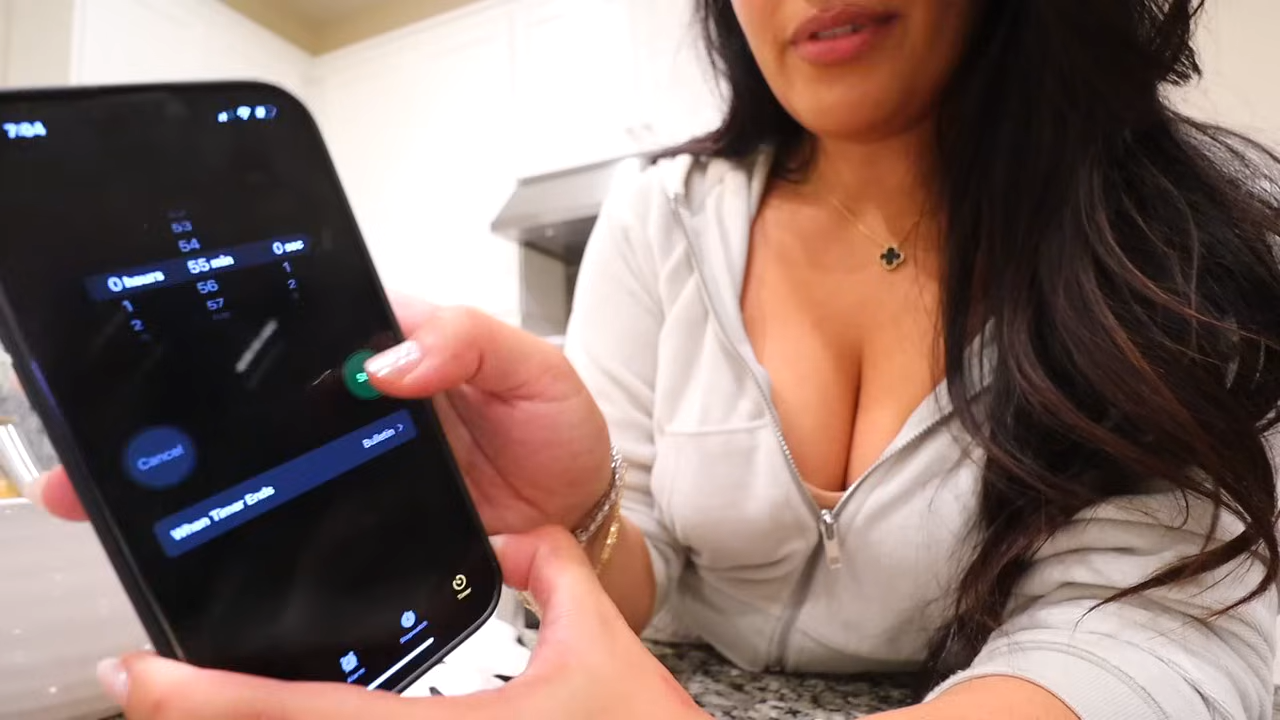 7:04
53
54
0 hours 55 min 0 sec
1 56 1
2 57 2
Cancel
When Timer Ends Bulletin >
Timer